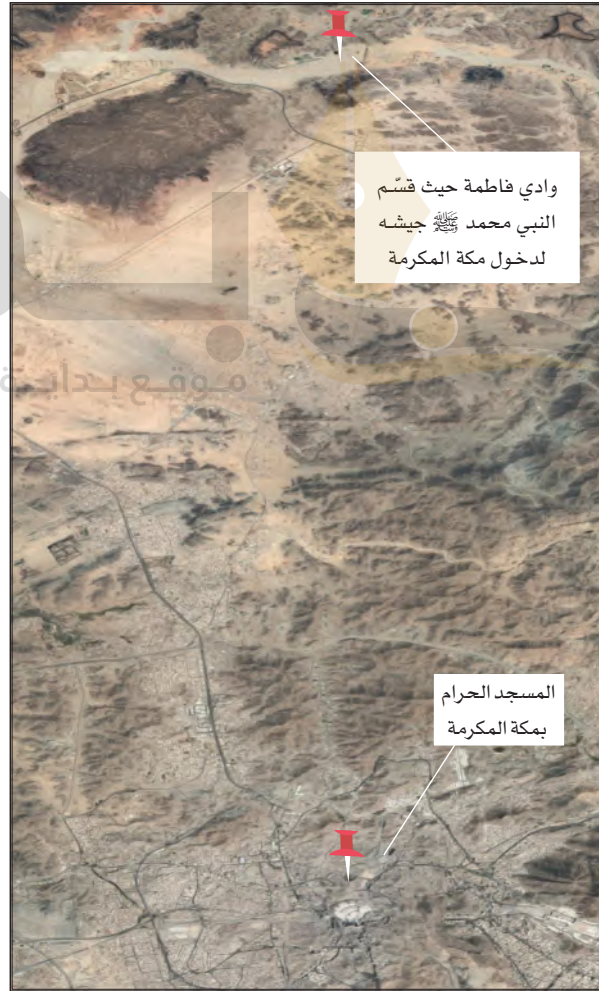 وادي فاطمة حيث قسّم
النبي محمد ﷺ جيشه
لدخول مكة المكرمة
موقع بداية
المسجد الحرام
بمكة المكرمة